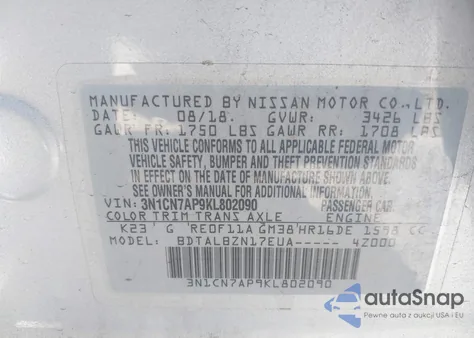 MANUFACTURED BY NISSAN MOTOR CO.,LTD.
DATE: 08/18. GVWR: 3426 LBS
GAWR FR: 1750 LBS GAWR RR: 1708 LBS
THIS VEHICLE CONFORMS TO ALL APPLICABLE FEDERAL MOTOR
VEHICLE SAFETY, BUMPER AND THEFT PREVENTION STANDARDS
IN EFFECT ON THE DATE OF MANUFACTURE SHOWN ABOVE.
SEE OWNER'S MANUAL FOR ADDITIONAL INFORMATION.
VIN: 3N1CN7AP9KL802090 PASSENGER CAR.
COLOR TRIM TRANS AXLE ENGINE
K23' G 'RE0F11A GM38'HR16DE 1598 CC
MODEL: BDTALBZN17EUA----- 4Z000
3N1CN7AP9KL802090
autaSnap
Pewne auta z aukcji w USA i EU